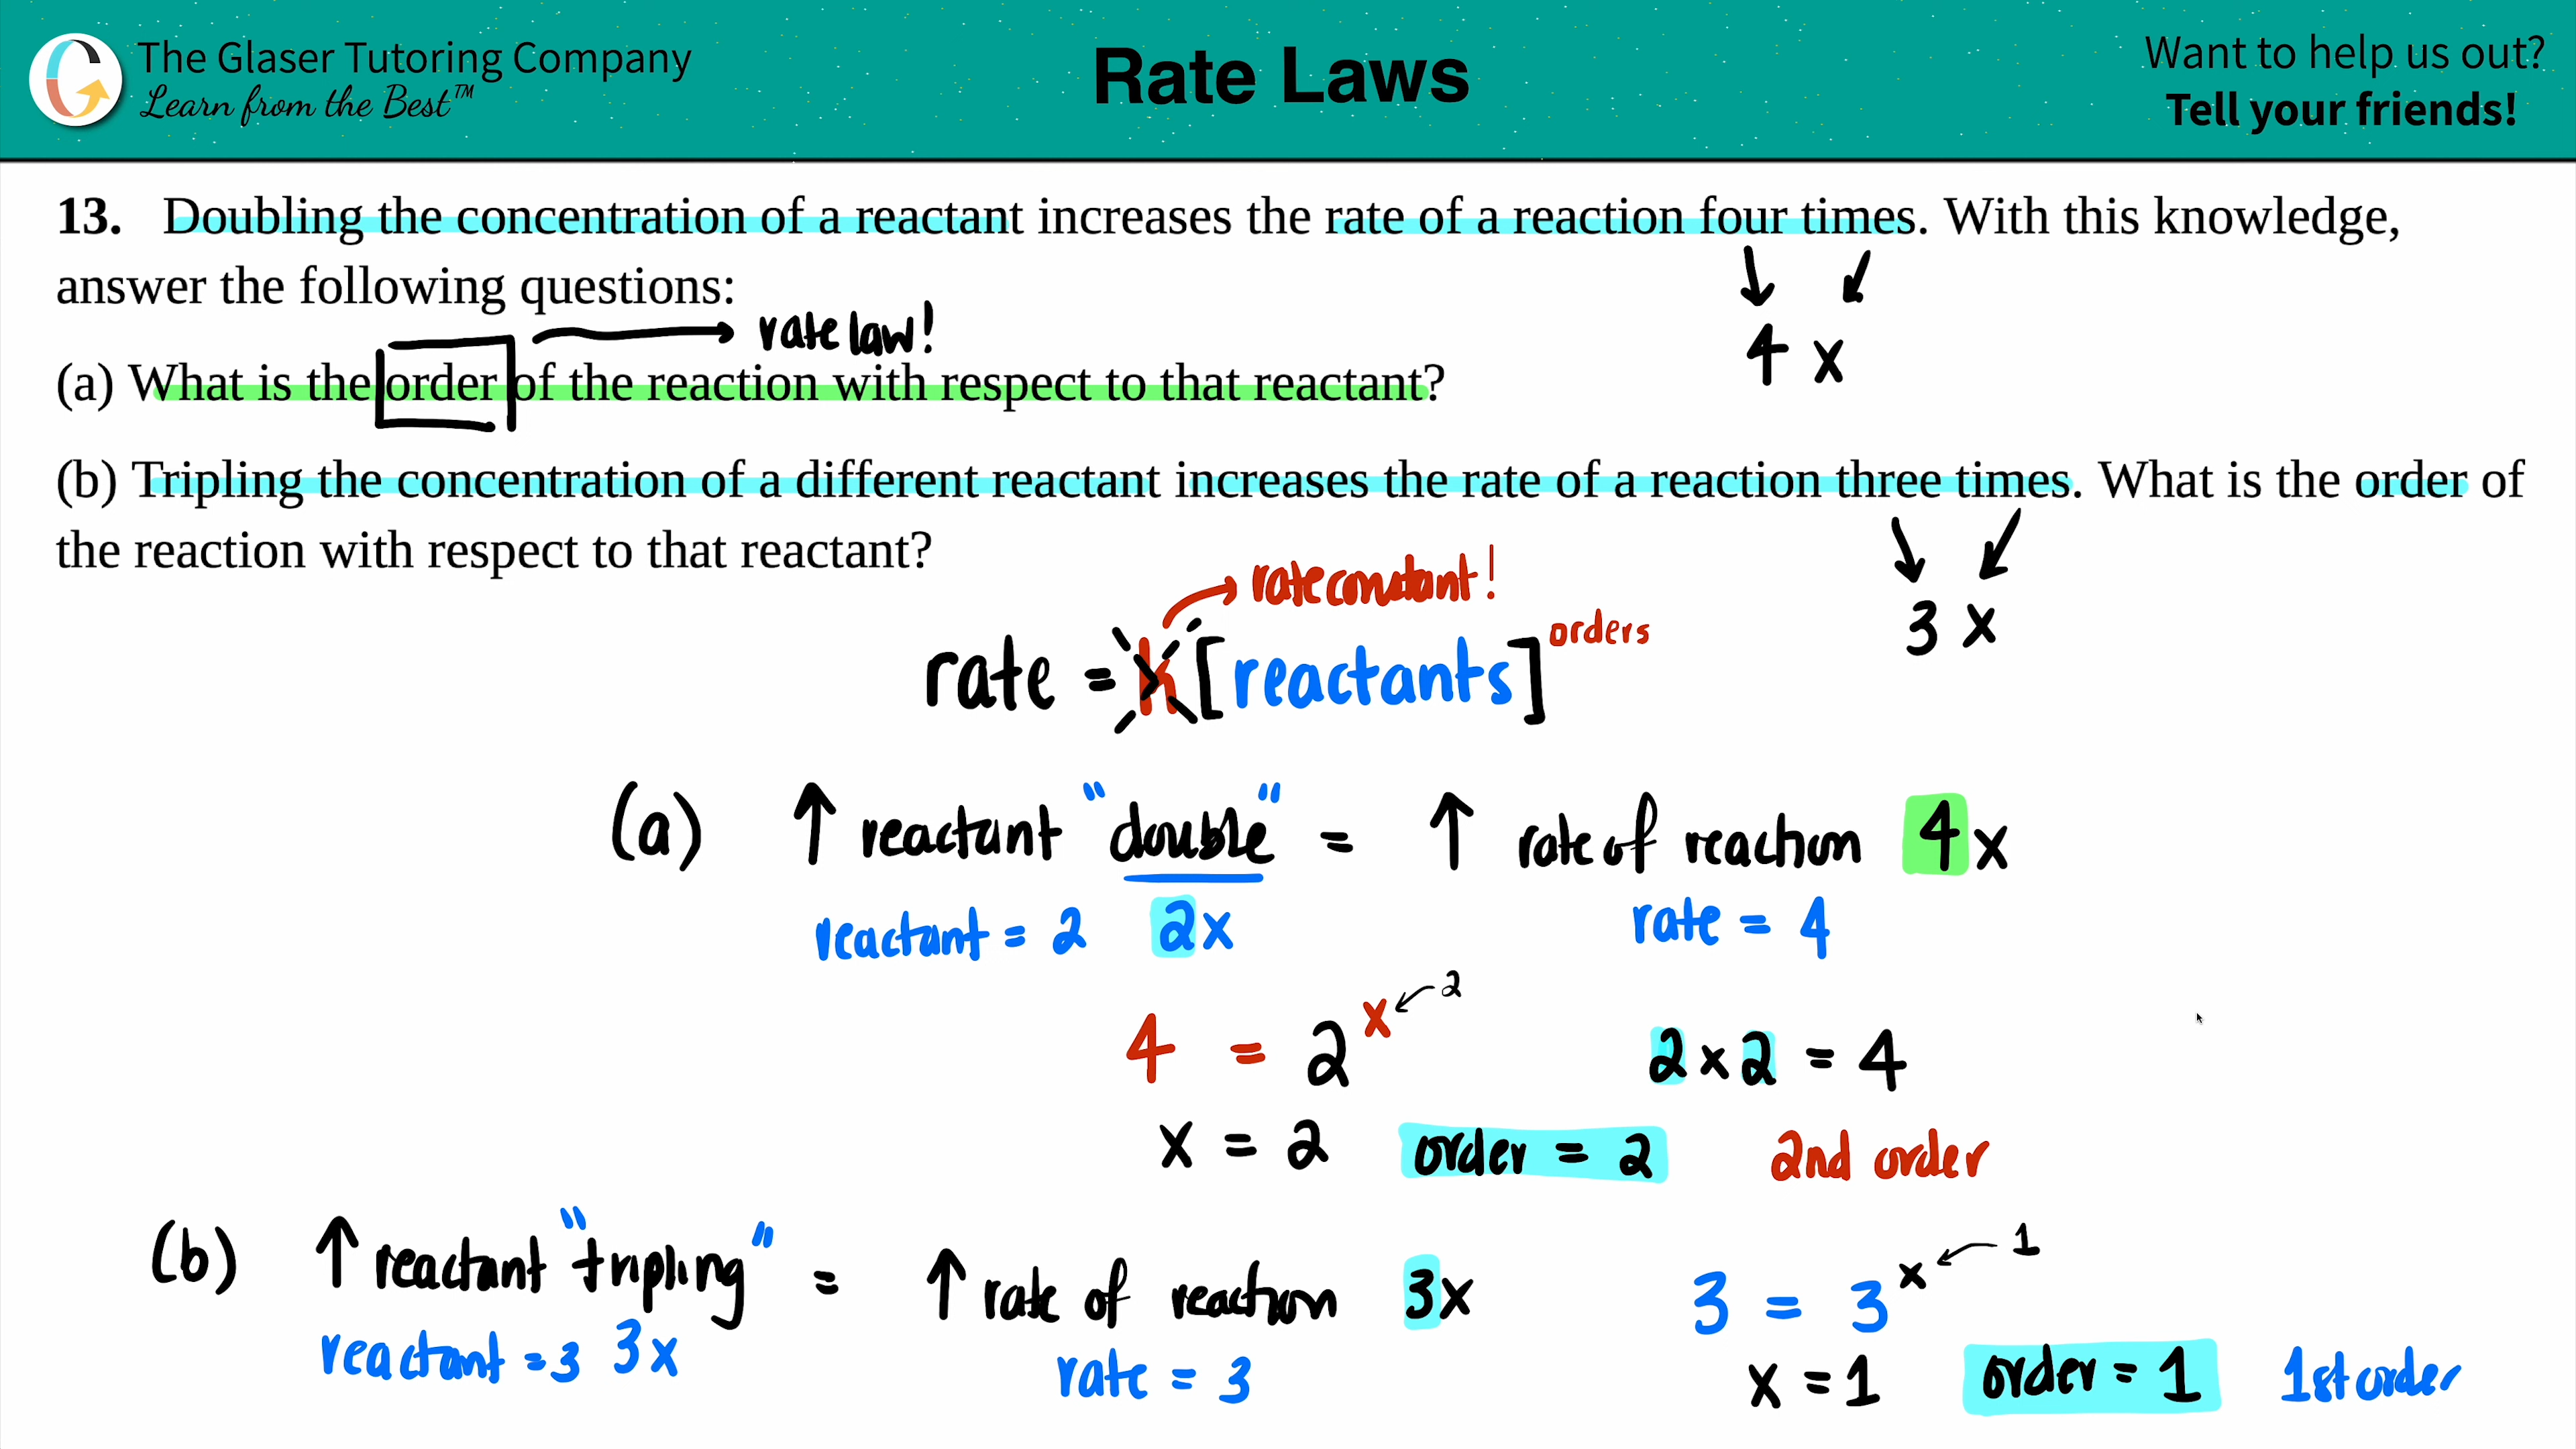 The Glaser Tutoring Company
Learn from the Best™
Rate Laws
Want to help us out?
Tell your friends!
13. Doubling the concentration of a reactant increases the rate of a reaction four times. With this knowledge,
answer the following questions:
rate law!
4 x
(a) What is the order of the reaction with respect to that reactant?
(b) Tripling the concentration of a different reactant increases the rate of a reaction three times. What is the order of
the reaction with respect to that reactant?
rate constant!
3 x
rate = k [reactants]^orders
(a) ↑ reactant "double" = ↑ rate of reaction 4x
reactant = 2 2x rate = 4
4 = 2^x ← 2 2 x 2 = 4
x = 2 order = 2 2nd order
(b) ↑ reactant "tripling" = ↑ rate of reaction 3x 3 = 3^x ← 1
reactant = 3 3x rate = 3 x = 1 order = 1 1st order